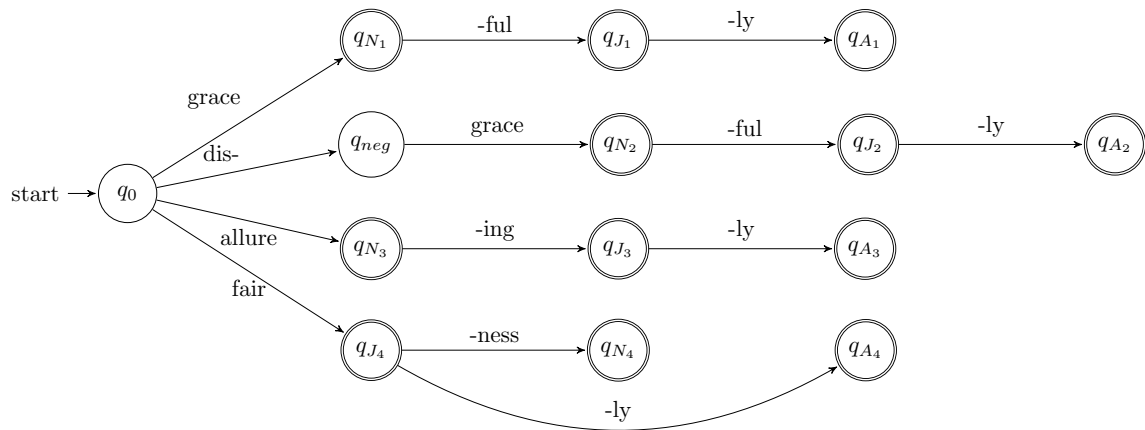 q_{N_1} -ful q_{J_1} -ly q_{A_1}
grace
dis- q_{neg} grace q_{N_2} -ful q_{J_2} -ly q_{A_2}
start q_0
allure q_{N_3} -ing q_{J_3} -ly q_{A_3}
fair
q_{J_4} -ness q_{N_4} q_{A_4}
-ly